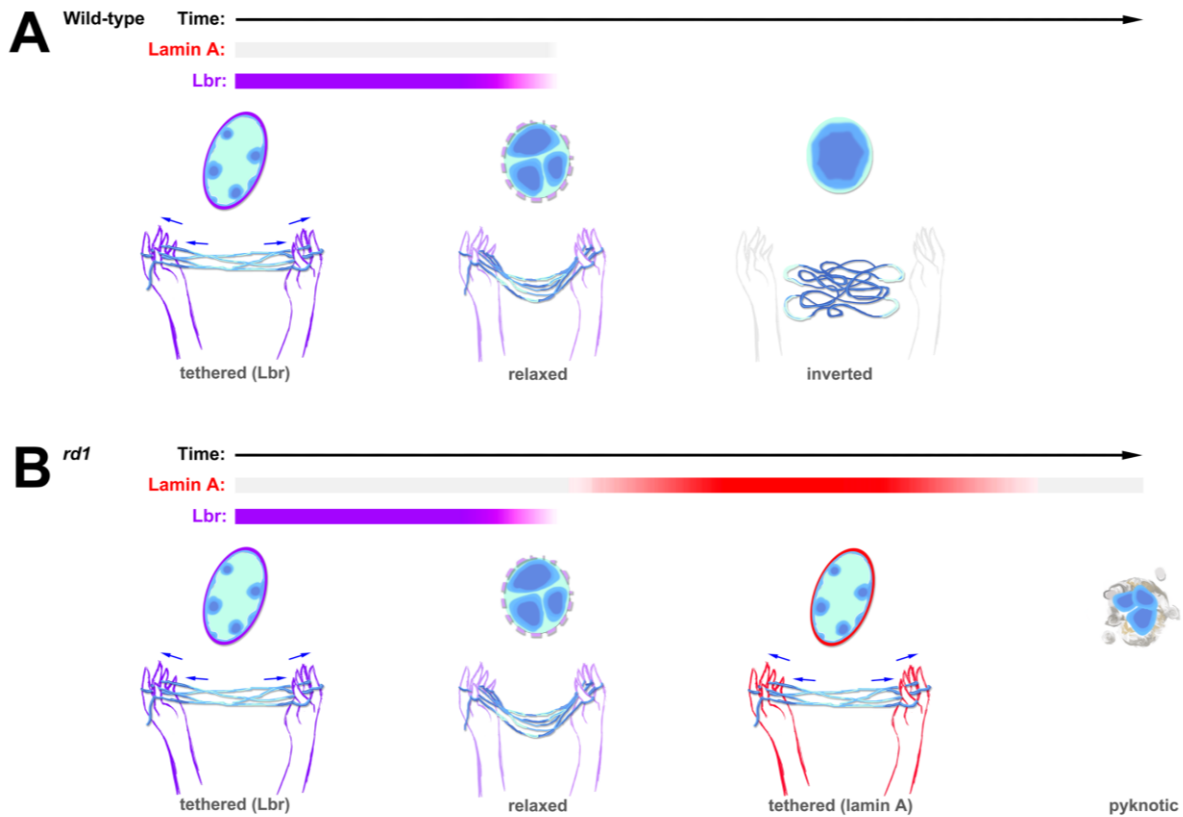 A Wild-type Time:
Lamin A:
Lbr:
tethered (Lbr) relaxed inverted
B rd1 Time:
Lamin A:
Lbr:
tethered (Lbr) relaxed tethered (lamin A) pyknotic